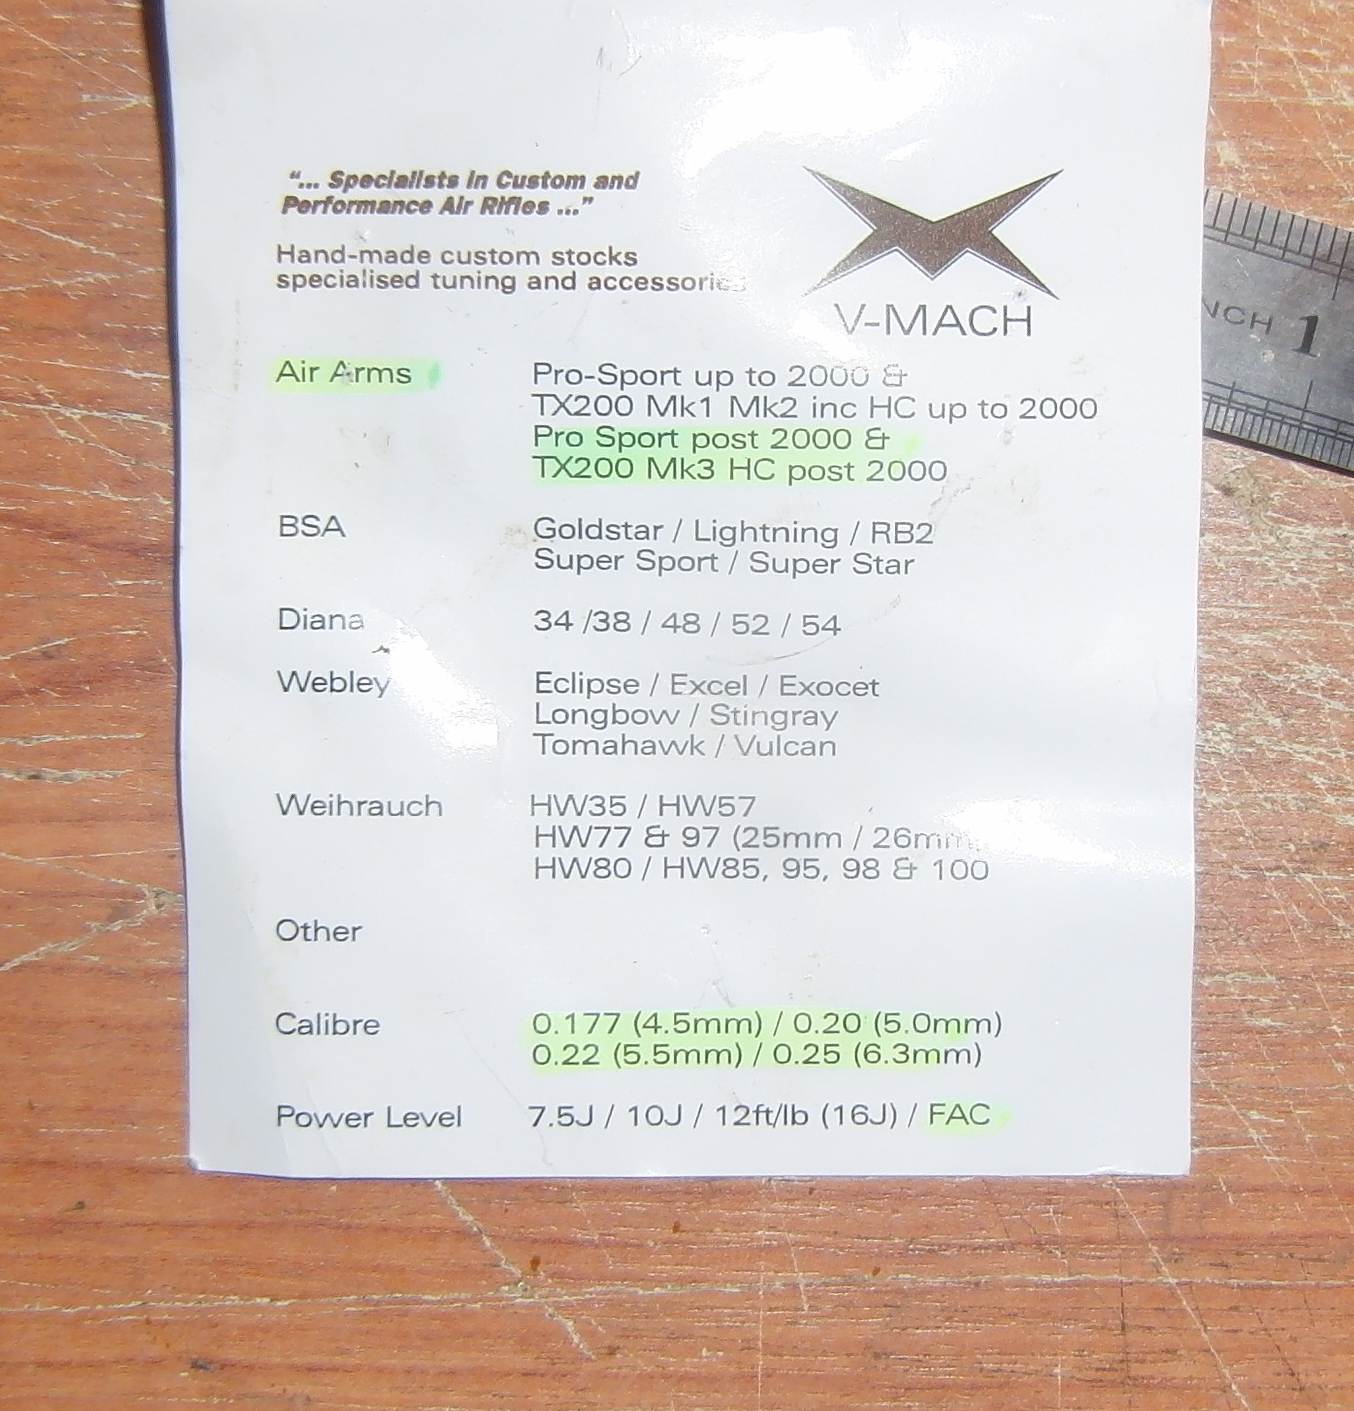 "... Specialists in Custom and
Performance Air Rifles ..."
Hand-made custom stocks
specialised tuning and accessories
V-MACH
Air Arms Pro-Sport up to 2000 &
TX200 Mk1 Mk2 inc HC up to 2000
Pro Sport post 2000 &
TX200 Mk3 HC post 2000
BSA Goldstar / Lightning / RB2
Super Sport / Super Star
Diana 34 /38 / 48 / 52 / 54
Webley Eclipse / Excel / Exocet
Longbow / Stingray
Tomahawk / Vulcan
Weihrauch HW35 / HW57
HW77 & 97 (25mm / 26mm
HW80 / HW85, 95, 98 & 100
Other
Calibre 0.177 (4.5mm) / 0.20 (5.0mm)
0.22 (5.5mm) / 0.25 (6.3mm)
Power Level 7.5J / 10J / 12ft/lb (16J) / FAC
NCH 1